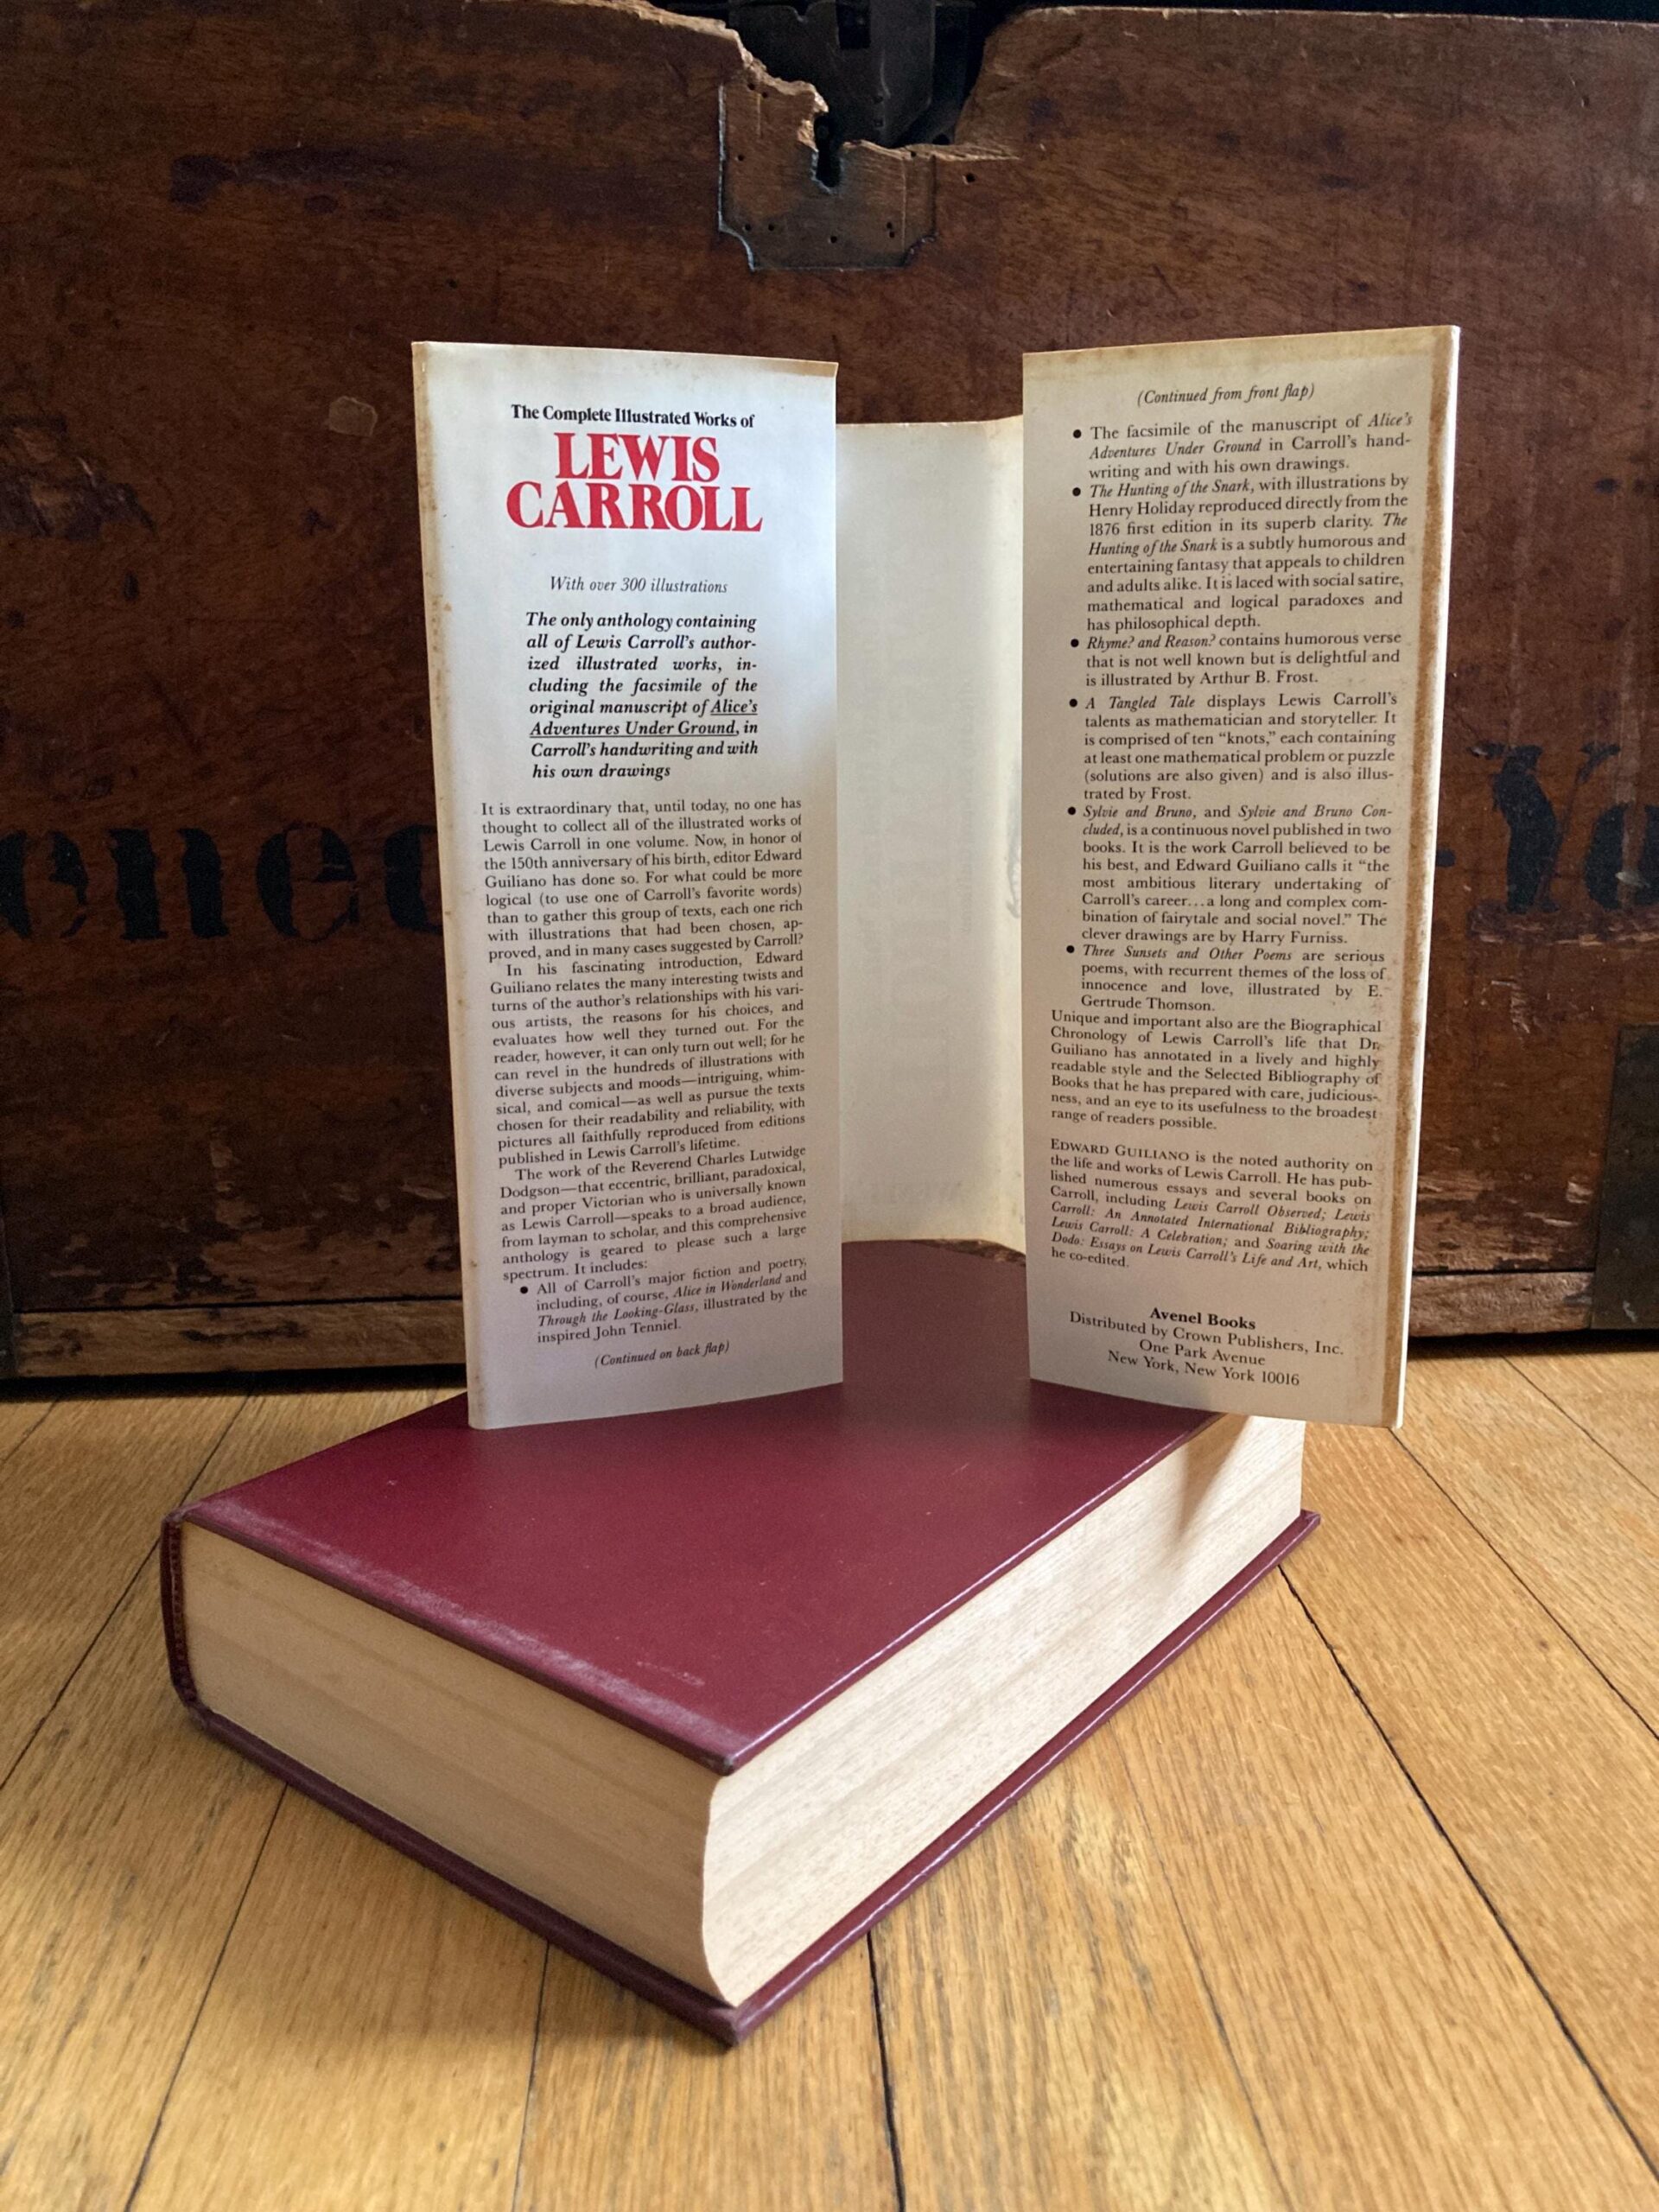 The Complete Illustrated Works of
LEWIS
CARROLL
With over 300 illustrations
The only anthology containing
all of Lewis Carroll's author-
ized illustrated works, in-
cluding the facsimile of the
original manuscript of Alice's
Adventures Under Ground, in
Carroll's handwriting and with
his own drawings
It is extraordinary that, until today, no one has
thought to collect all of the illustrated works of
Lewis Carroll in one volume. Now, in honor of
the 150th anniversary of his birth, editor Edward
Guiliano has done so. For what could be more
logical (to use one of Carroll's favorite words)
than to gather this group of texts, each one rich
with illustrations that had been chosen, ap-
proved, and in many cases suggested by Carroll?
In his fascinating introduction, Edward
Guiliano relates the many interesting twists and
turns of the author's relationships with his vari-
ous artists, the reasons for his choices, and
evaluates how well they turned out. For the
reader, however, it can only turn out well; for he
can revel in the hundreds of illustrations with
diverse subjects and moods—intriguing, whim-
sical, and comical—as well as pursue the texts
chosen for their readability and reliability, with
pictures all faithfully reproduced from editions
published in Lewis Carroll's lifetime.
The work of the Reverend Charles Lutwidge
Dodgson—that eccentric, brilliant, paradoxical,
and proper Victorian who is universally known
as Lewis Carroll—speaks to a broad audience,
from layman to scholar, and this comprehensive
anthology is geared to please such a large
spectrum. It includes:
• All of Carroll's major fiction and poetry,
including, of course, Alice in Wonderland and
Through the Looking-Glass, illustrated by the
inspired John Tenniel.
(Continued on back flap)
(Continued from front flap)
• The facsimile of the manuscript of Alice's
Adventures Under Ground in Carroll's hand-
writing and with his own drawings.
• The Hunting of the Snark, with illustrations by
Henry Holiday reproduced directly from the
1876 first edition in its superb clarity. The
Hunting of the Snark is a subtly humorous and
entertaining fantasy that appeals to children
and adults alike. It is laced with social satire,
mathematical and logical paradoxes and
has philosophical depth.
• Rhyme? and Reason? contains humorous verse
that is not well known but is delightful and
is illustrated by Arthur B. Frost.
• A Tangled Tale displays Lewis Carroll's
talents as mathematician and storyteller. It
is comprised of ten “knots,” each containing
at least one mathematical problem or puzzle
(solutions are also given) and is also illus-
trated by Frost.
• Sylvie and Bruno, and Sylvie and Bruno Con-
cluded, is a continuous novel published in two
books. It is the work Carroll believed to be
his best, and Edward Guiliano calls it “the
most ambitious literary undertaking of
Carroll's career...a long and complex com-
bination of fairytale and social novel.” The
clever drawings are by Harry Furniss.
• Three Sunsets and Other Poems are serious
poems, with recurrent themes of the loss of
innocence and love, illustrated by E.
Gertrude Thomson.
Unique and important also are the Biographical
Chronology of Lewis Carroll's life that Dr.
Guiliano has annotated in a lively and highly
readable style and the Selected Bibliography of
Books that he has prepared with care, judicious-
ness, and an eye to its usefulness to the broadest
range of readers possible.
EDWARD GUILIANO is the noted authority on
the life and works of Lewis Carroll. He has pub-
lished numerous essays and several books on
Carroll, including Lewis Carroll Observed; Lewis
Carroll: An Annotated International Bibliography;
Lewis Carroll: A Celebration; and Soaring with the
Dodo: Essays on Lewis Carroll's Life and Art, which
he co-edited.
Avenel Books
Distributed by Crown Publishers, Inc.
One Park Avenue
New York, New York 10016